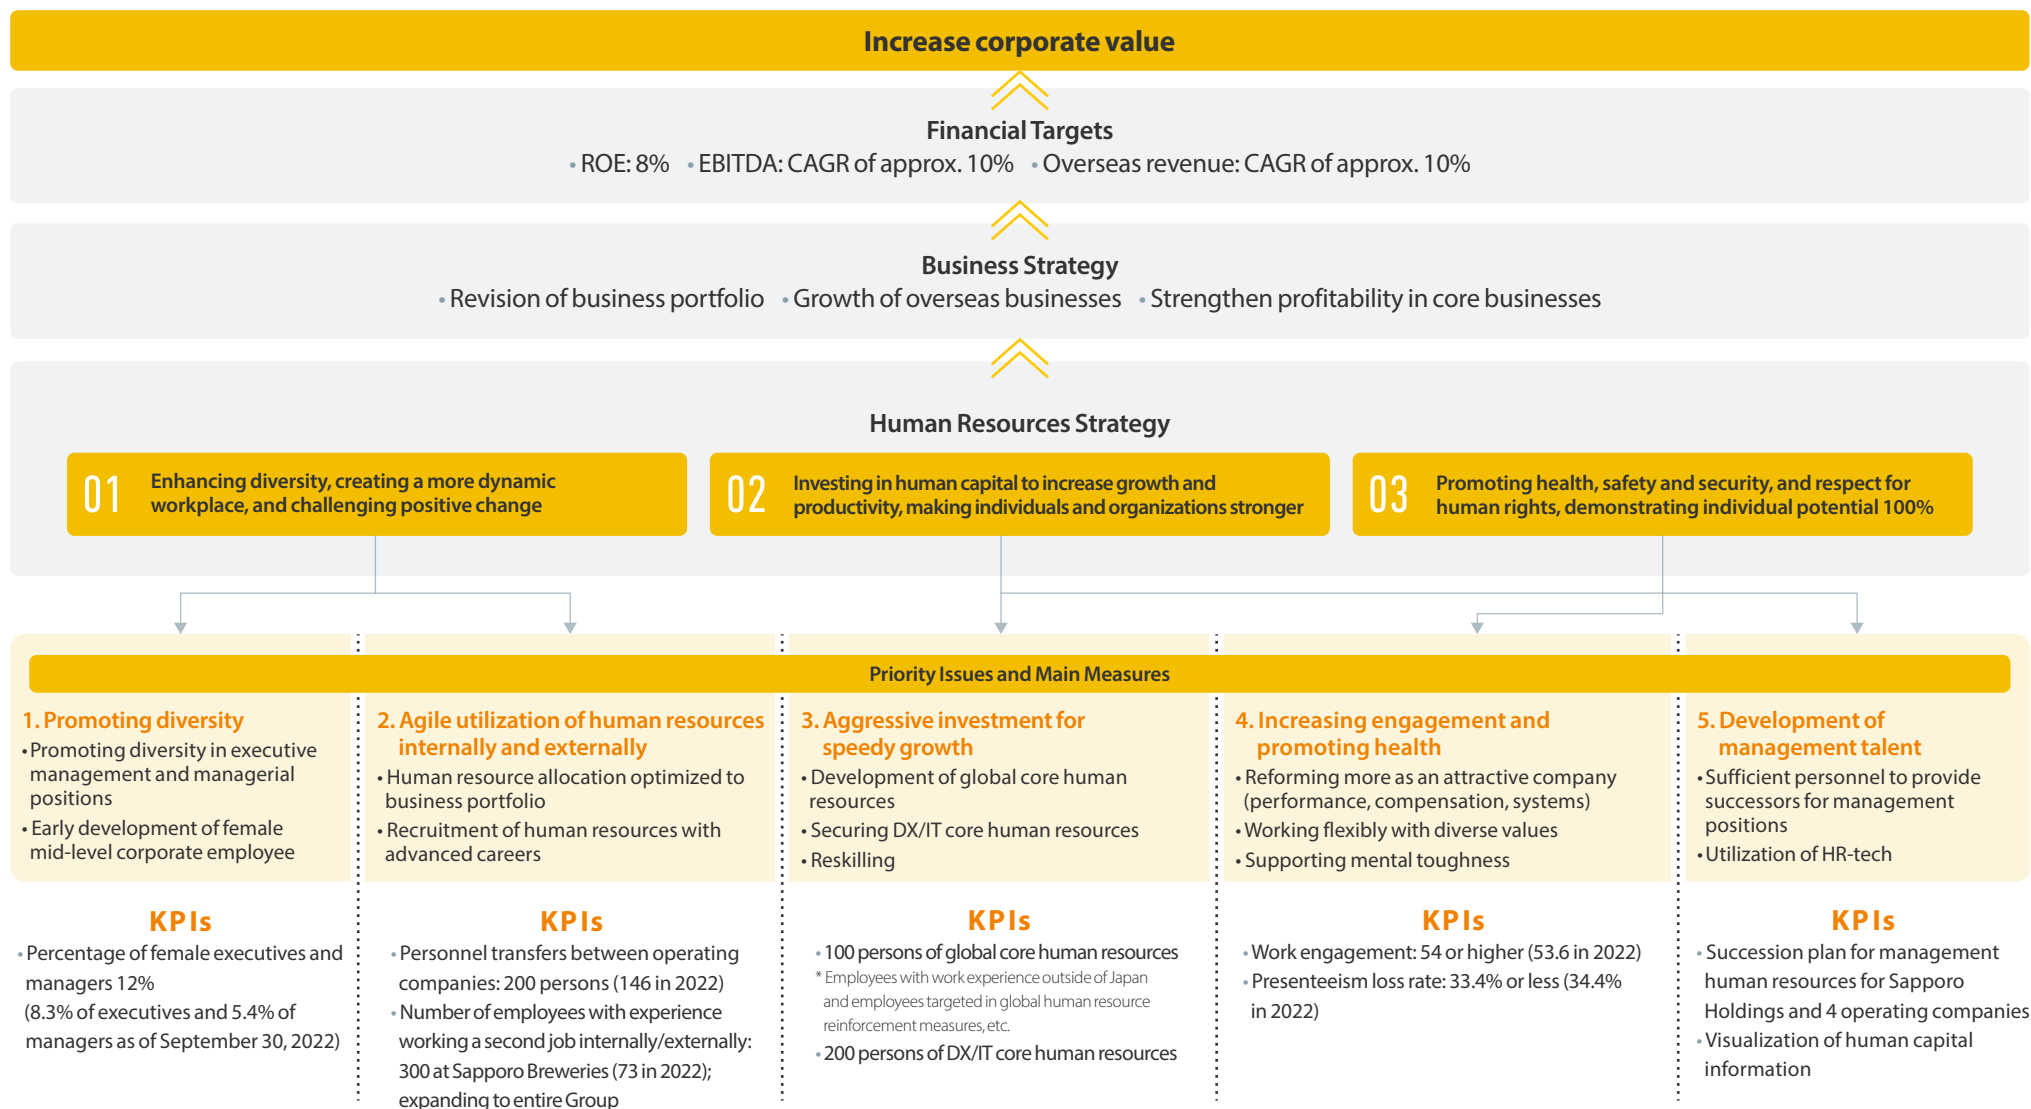 Increase corporate value
Financial Targets
• ROE: 8% • EBITDA: CAGR of approx. 10% • Overseas revenue: CAGR of approx. 10%
Business Strategy
• Revision of business portfolio • Growth of overseas businesses • Strengthen profitability in core businesses
Human Resources Strategy
01
Enhancing diversity, creating a more dynamic
workplace, and challenging positive change
02
Investing in human capital to increase growth and
productivity, making individuals and organizations stronger
03
Promoting health, safety and security, and respect for
human rights, demonstrating individual potential 100%
Priority Issues and Main Measures
1. Promoting diversity
• Promoting diversity in executive
management and managerial
positions
• Early development of female
mid-level corporate employee
KPIs
• Percentage of female executives and
managers 12%
(8.3% of executives and 5.4% of
managers as of September 30, 2022)
2. Agile utilization of human resources
internally and externally
• Human resource allocation optimized to
business portfolio
• Recruitment of human resources with
advanced careers
KPIs
• Personnel transfers between operating
companies: 200 persons (146 in 2022)
• Number of employees with experience
working a second job internally/externally:
300 at Sapporo Breweries (73 in 2022);
expanding to entire Group
3. Aggressive investment for
speedy growth
• Development of global core human
resources
• Securing DX/IT core human resources
• Reskilling
KPIs
• 100 persons of global core human resources
* Employees with work experience outside of Japan
and employees targeted in global human resource
reinforcement measures, etc.
• 200 persons of DX/IT core human resources
4. Increasing engagement and
promoting health
• Reforming more as an attractive company
(performance, compensation, systems)
• Working flexibly with diverse values
• Supporting mental toughness
KPIs
• Work engagement: 54 or higher (53.6 in 2022)
• Presenteeism loss rate: 33.4% or less (34.4%
in 2022)
5. Development of
management talent
• Sufficient personnel to provide
successors for management
positions
• Utilization of HR-tech
KPIs
• Succession plan for management
human resources for Sapporo
Holdings and 4 operating companies
• Visualization of human capital
information